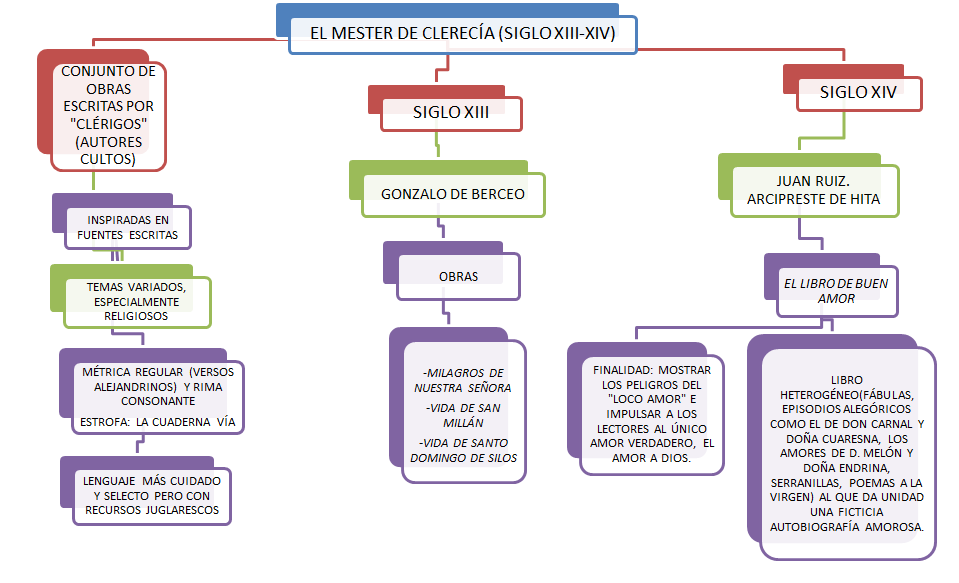 EL MESTER DE CLERECÍA (SIGLO XIII-XIV)
CONJUNTO DE
OBRAS
ESCRITAS POR
"CLÉRIGOS"
(AUTORES
CULTOS)
INSPIRADAS EN
FUENTES ESCRITAS
TEMAS VARIADOS,
ESPECIALMENTE
RELIGIOSOS
MÉTRICA REGULAR (VERSOS
ALEJANDRINOS) Y RIMA
CONSONANTE
ESTROFA: LA CUADERNA VÍA
LENGUAJE MÁS CUIDADO
Y SELECTO PERO CON
RECURSOS JUGLARESCOS
SIGLO XIII
GONZALO DE BERCEO
OBRAS
-MILAGROS DE
NUESTRA SEÑORA
-VIDA DE SAN
MILLÁN
-VIDA DE SANTO
DOMINGO DE SILOS
SIGLO XIV
JUAN RUIZ.
ARCIPRESTE DE HITA
EL LIBRO DE BUEN
AMOR
FINALIDAD: MOSTRAR
LOS PELIGROS DEL
"LOCO AMOR" E
IMPULSAR A LOS
LECTORES AL ÚNICO
AMOR VERDADERO, EL
AMOR A DIOS.
LIBRO
HETEROGÉNEO(FÁBULAS,
EPISODIOS ALEGÓRICOS
COMO EL DE DON CARNAL Y
DOÑA CUARESNA, LOS
AMORES DE D. MELÓN Y
DOÑA ENDRINA,
SERRANILLAS, POEMAS A LA
VIRGEN) AL QUE DA UNIDAD
UNA FICTICIA
AUTOBIOGRAFÍA AMOROSA.